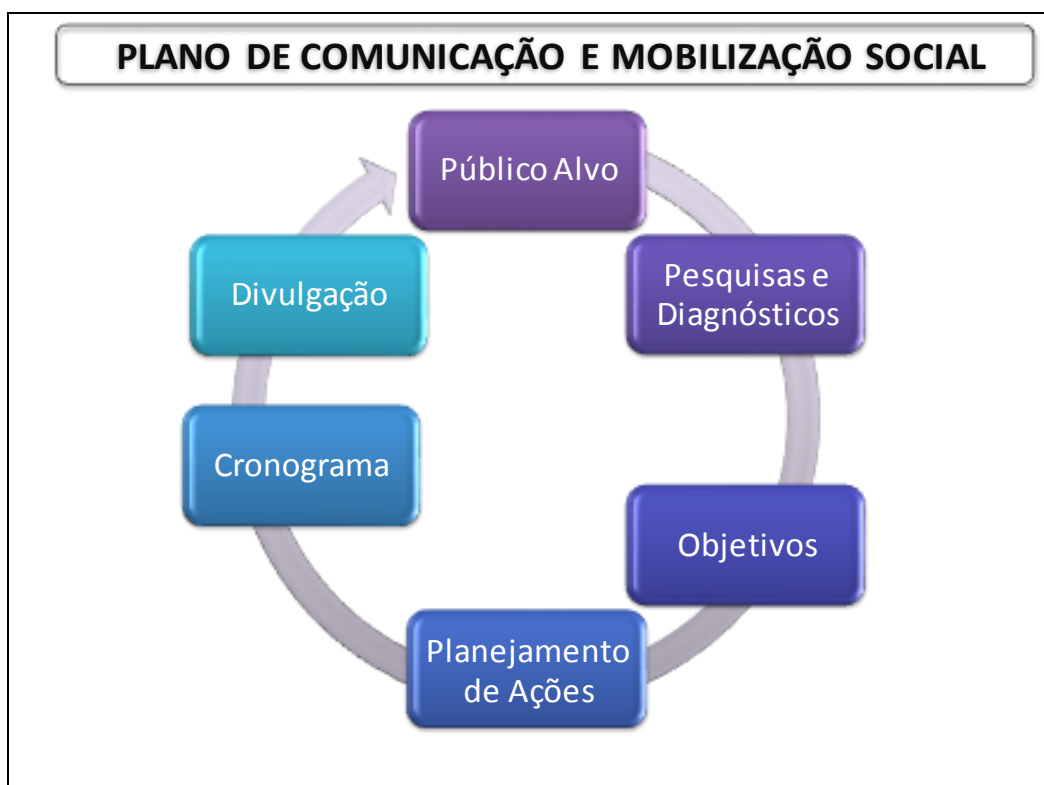 PLANO DE COMUNICAÇÃO E MOBILIZAÇÃO SOCIAL
Público Alvo
Pesquisas e
Diagnósticos
Objetivos
Planejamento
de Ações
Cronograma
Divulgação